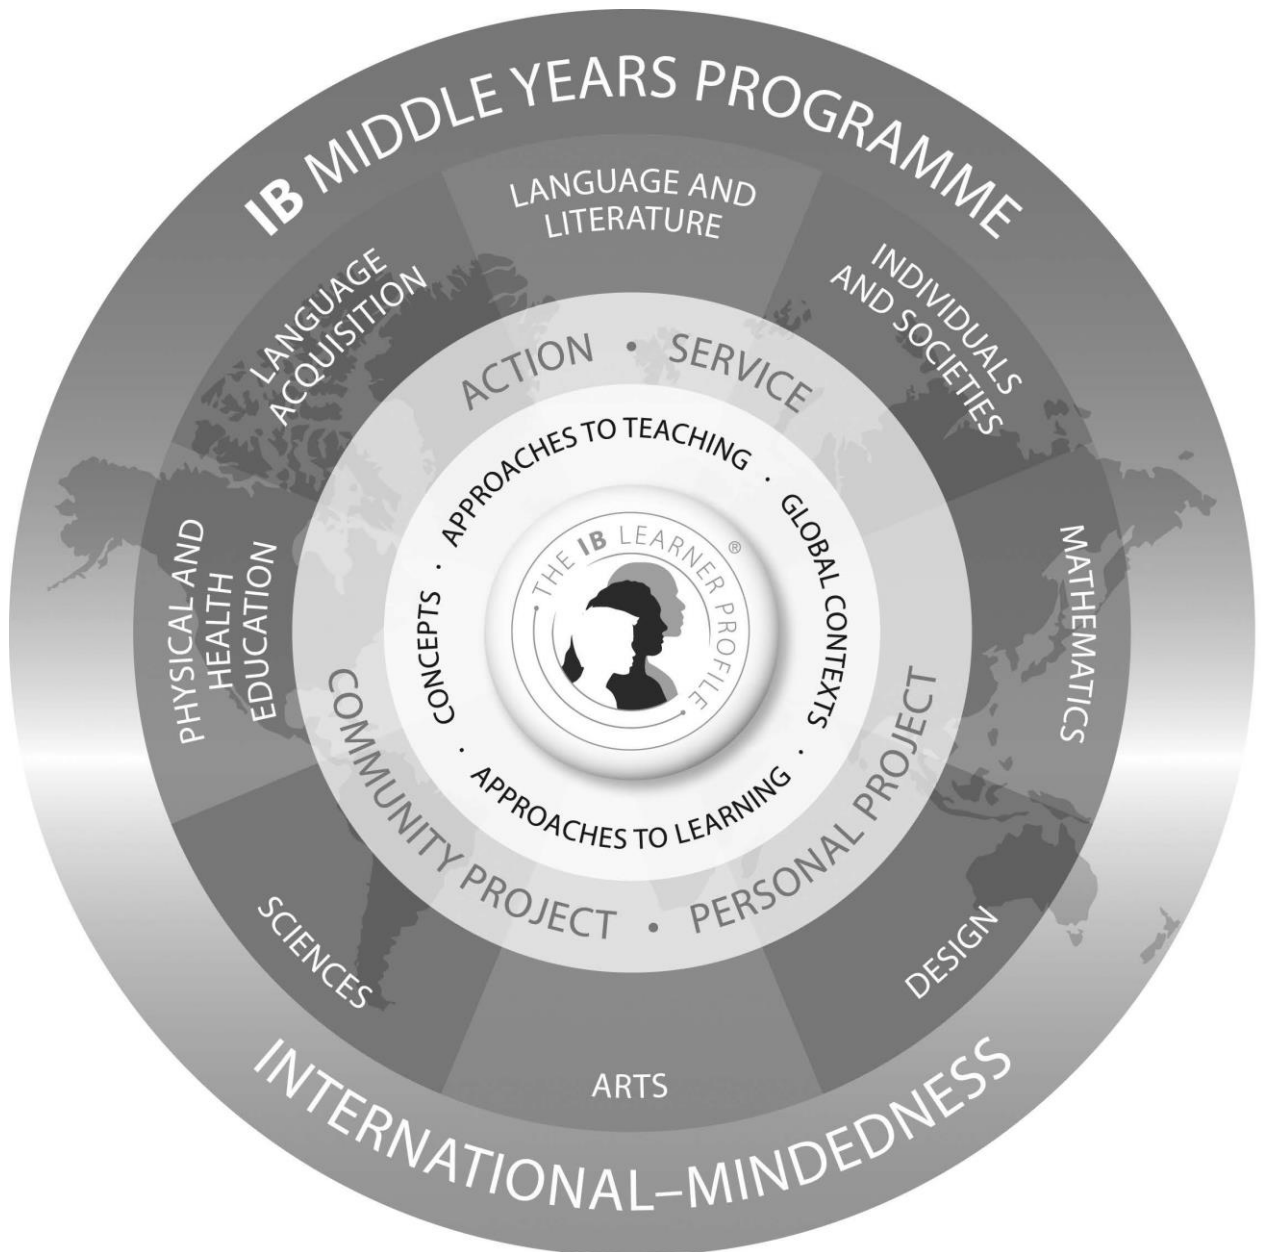 IB MIDDLE YEARS PROGRAMME
LANGUAGE AND
LITERATURE
INDIVIDUALS
AND SOCIETIES
MATHEMATICS
DESIGN
ARTS
SCIENCES
PHYSICAL AND
HEALTH
EDUCATION
LANGUAGE
ACQUISITION
ACTION • SERVICE
PERSONAL PROJECT
•
COMMUNITY PROJECT
APPROACHES TO TEACHING ·
GLOBAL CONTEXTS ·
APPROACHES TO LEARNING ·
CONCEPTS ·
THE IB LEARNER PROFILE ®
INTERNATIONAL–MINDEDNESS